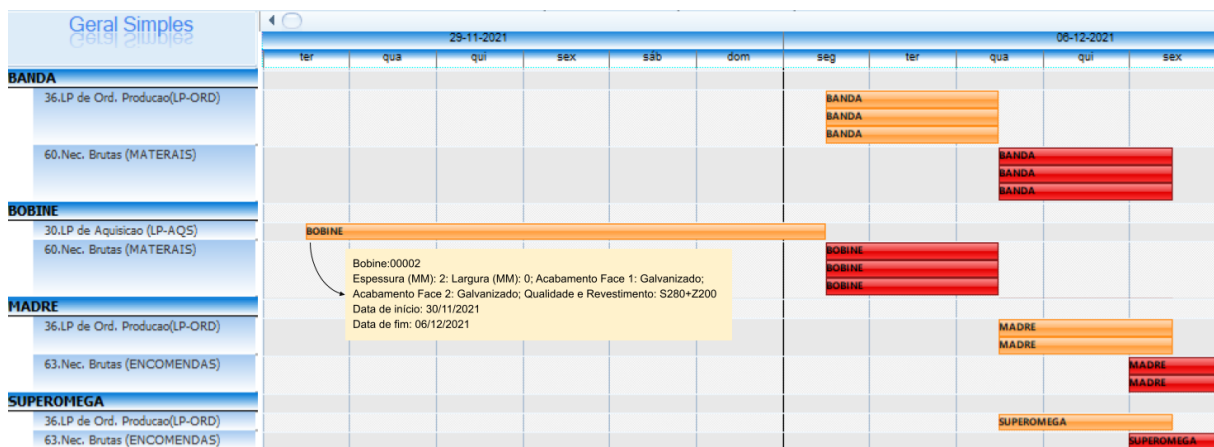 Geral Simples
29-11-2021 06-12-2021
ter qua qui sex sáb dom seg ter qua qui sex
BANDA
36.LP de Ord. Producao(LP-ORD)
BANDA
BANDA
BANDA
60.Nec. Brutas (MATERAIS)
BANDA
BANDA
BANDA
BOBINE
30.LP de Aquisicao (LP-AQS)
BOBINE
60.Nec. Brutas (MATERAIS)
BOBINE
BOBINE
BOBINE
Bobine:00002
Espessura (MM): 2: Largura (MM): 0; Acabamento Face 1: Galvanizado;
Acabamento Face 2: Galvanizado; Qualidade e Revestimento: S280+Z200
Data de início: 30/11/2021
Data de fim: 06/12/2021
MADRE
36.LP de Ord. Producao(LP-ORD)
MADRE
MADRE
63.Nec. Brutas (ENCOMENDAS)
MADRE
MADRE
SUPEROMEGA
36.LP de Ord. Producao(LP-ORD)
SUPEROMEGA
63.Nec. Brutas (ENCOMENDAS)
SUPEROMEGA